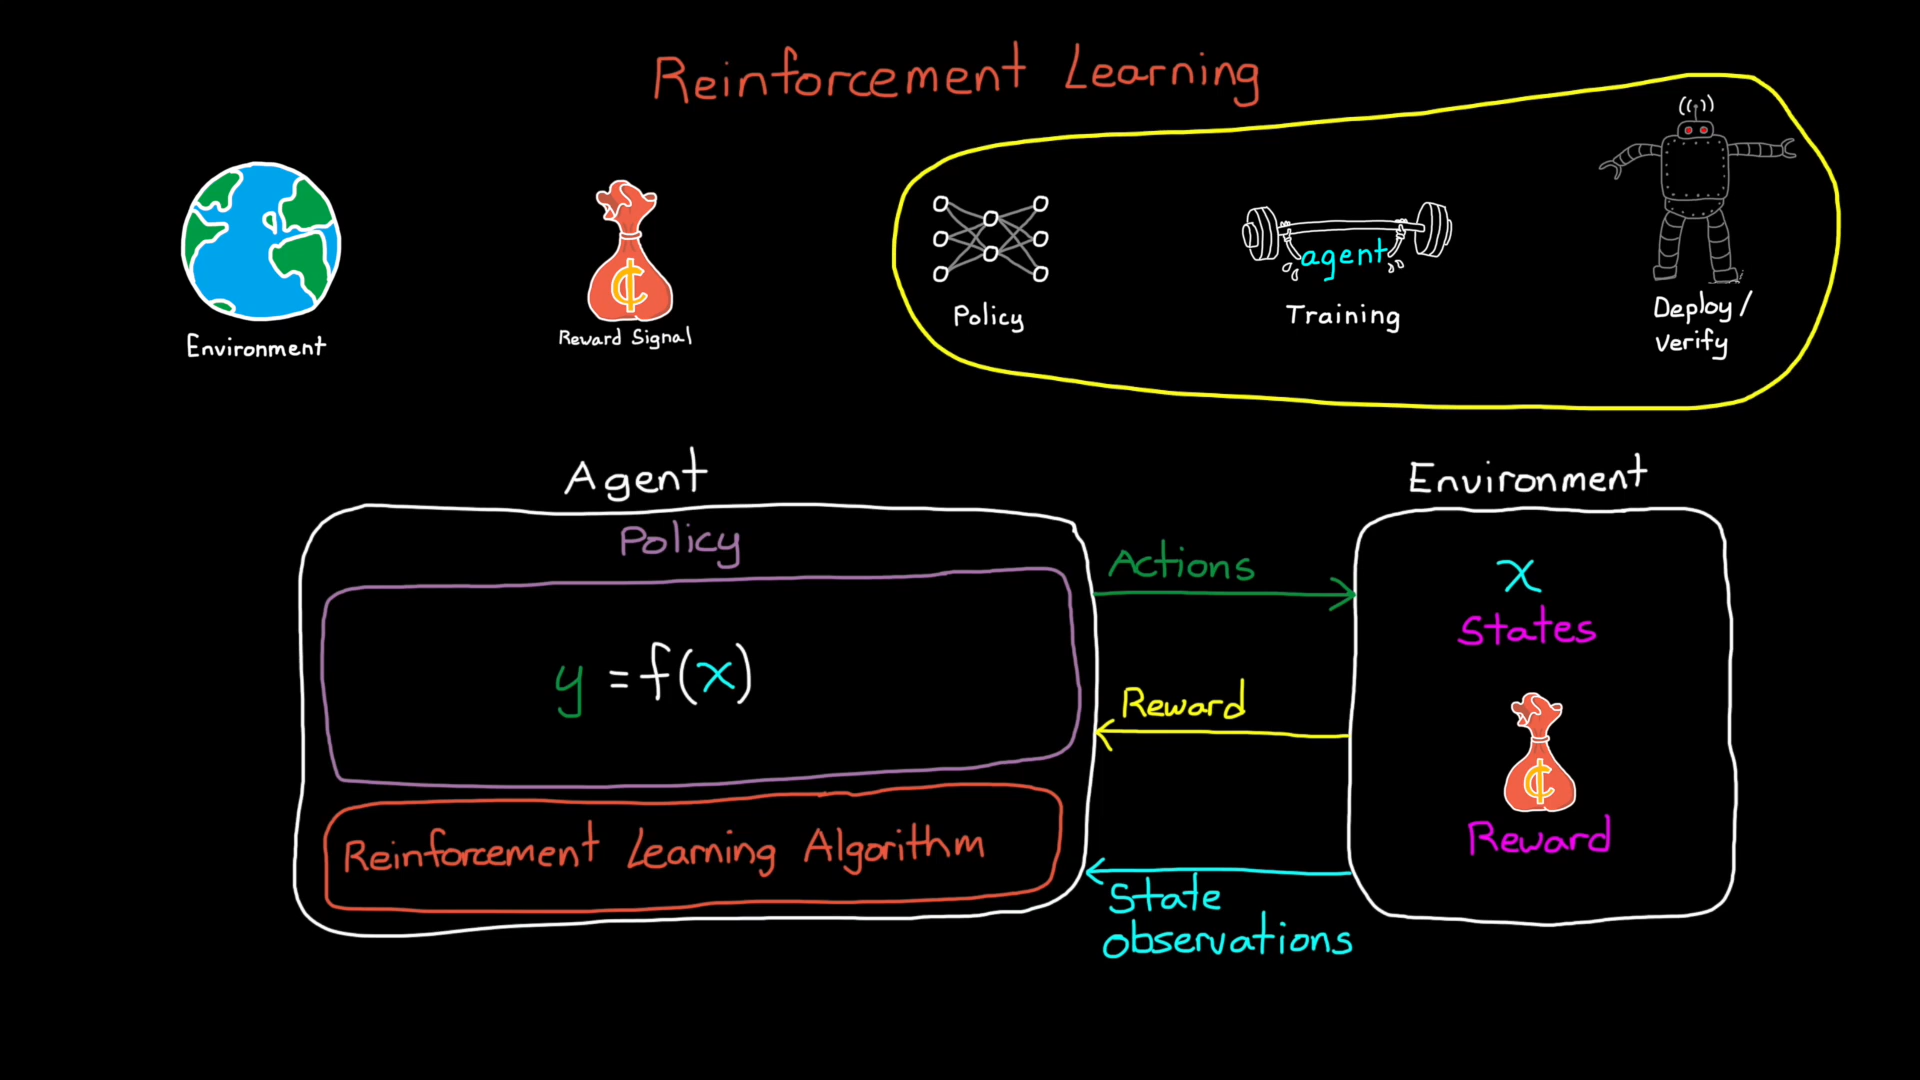 Reinforcement Learning
Environment
₵
Reward Signal
Policy
agent
Training
Deploy/
Verify
Agent
Policy
y = f(x)
Reinforcement Learning Algorithm
Actions
Reward
State
observations
Environment
x
States
₵
Reward